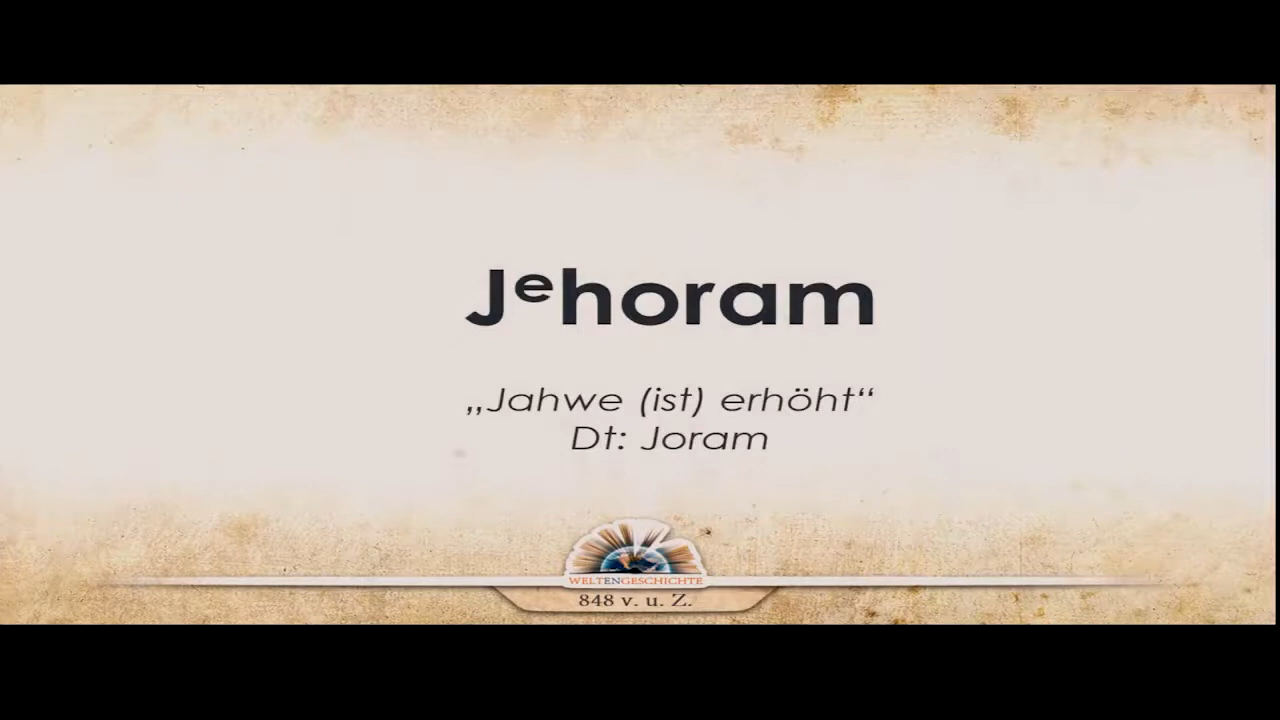 Jᵉhoram
„Jahwe (ist) erhöht“
Dt: Joram
WELTENGESCHICHTE
848 v. u. Z.